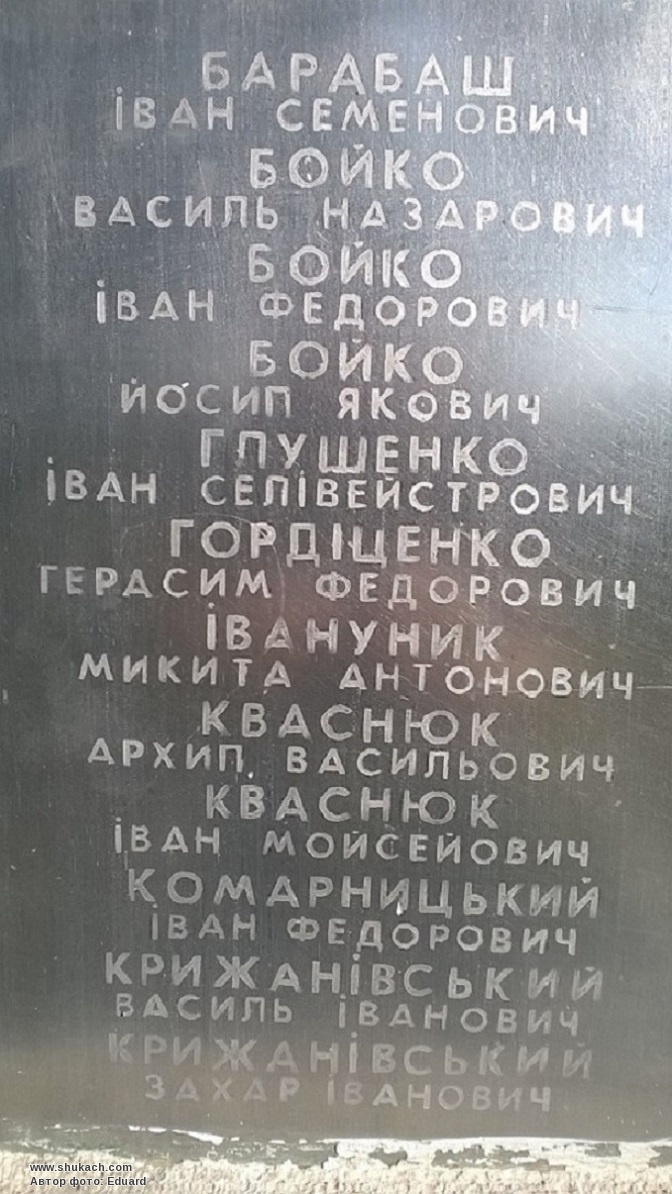 БАРАБАШ
ІВАН СЕМЕНОВИЧ
БОЙКО
ВАСИЛЬ НАЗАРОВИЧ
БОЙКО
ІВАН ФЕДОРОВИЧ
БОЙКО
ЙОСИП ЯКОВИЧ
ГЛУШЕНКО
ІВАН СЕЛІВЕЙСТРОВИЧ
ГОРДІЦЕНКО
ГЕРАСИМ ФЕДОРОВИЧ
ІВАНУНИК
МИКИТА АНТОНОВИЧ
КВАСНЮК
АРХИП ВАСИЛЬОВИЧ
КВАСНЮК
ІВАН МОЙСЕЙОВИЧ
КОМАРНИЦЬКИЙ
ІВАН ФЕДОРОВИЧ
КРИЖАНІВСЬКИЙ
ВАСИЛЬ ІВАНОВИЧ
КРИЖАНІВСЬКИЙ
ЗАХАР ІВАНОВИЧ
www.shukach.com
Автор фото: Eduard